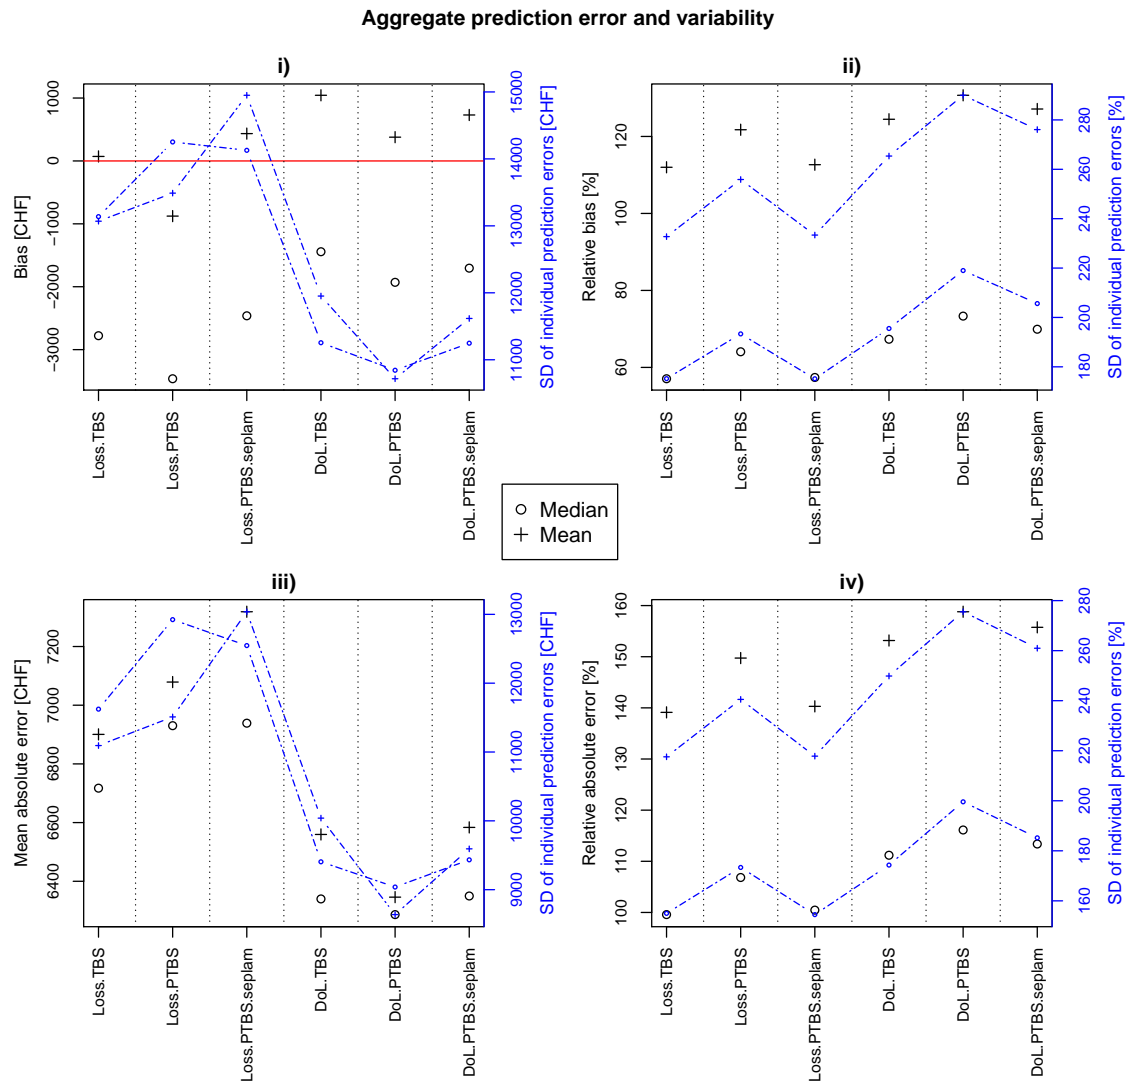 Aggregate prediction error and variability
i)
Bias [CHF]
1000
0
−1000
−2000
−3000
15000
14000
13000
12000
11000
SD of individual prediction errors [CHF]
Loss.TBS
Loss.PTBS
Loss.PTBS.seplam
DoL.TBS
DoL.PTBS
DoL.PTBS.seplam
ii)
Relative bias [%]
120
100
80
60
280
260
240
220
200
180
SD of individual prediction errors [%]
Loss.TBS
Loss.PTBS
Loss.PTBS.seplam
DoL.TBS
DoL.PTBS
DoL.PTBS.seplam
Median
Mean
iii)
Mean absolute error [CHF]
7200
7000
6800
6600
6400
13000
12000
11000
10000
9000
SD of individual prediction errors [CHF]
Loss.TBS
Loss.PTBS
Loss.PTBS.seplam
DoL.TBS
DoL.PTBS
DoL.PTBS.seplam
iv)
Relative absolute error [%]
160
150
140
130
120
110
100
280
260
240
220
200
180
160
SD of individual prediction errors [%]
Loss.TBS
Loss.PTBS
Loss.PTBS.seplam
DoL.TBS
DoL.PTBS
DoL.PTBS.seplam